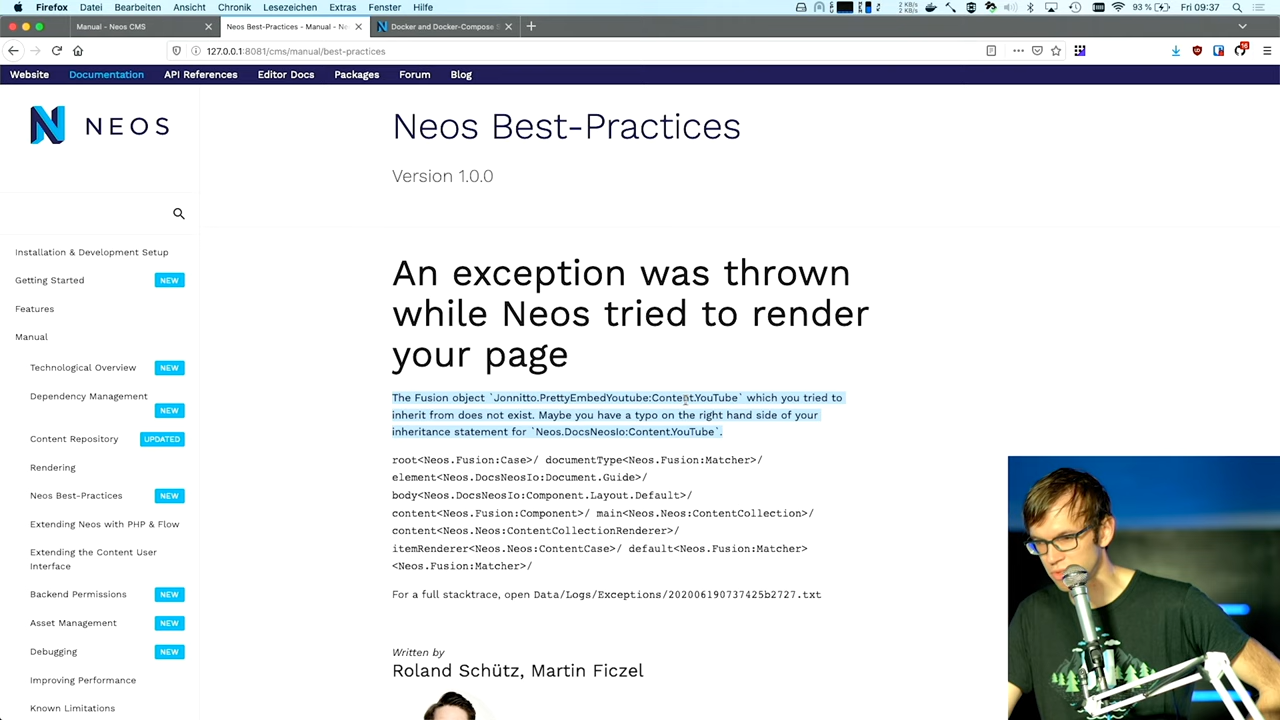 Firefox Datei Bearbeiten Ansicht Chronik Lesezeichen Extras Fenster Hilfe 2 KB/s 2 KB/s 93 % Fri 09:37
Manual - Neos CMS Neos Best-Practices - Manual - Ne Docker and Docker-Compose
127.0.0.1:8081/cms/manual/best-practices
Website Documentation API References Editor Docs Packages Forum Blog
NEOS
Neos Best-Practices
Version 1.0.0
Installation & Development Setup
Getting Started NEW
Features
Manual
Technological Overview NEW
Dependency Management NEW
Content Repository UPDATED
Rendering
Neos Best-Practices NEW
Extending Neos with PHP & Flow
Extending the Content User
Interface
Backend Permissions NEW
Asset Management NEW
Debugging NEW
Improving Performance
Known Limitations
An exception was thrown
while Neos tried to render
your page
The Fusion object `Jonnitto.PrettyEmbedYoutube:Content.YouTube` which you tried to
inherit from does not exist. Maybe you have a typo on the right hand side of your
inheritance statement for `Neos.DocsNeosIo:Content.YouTube`.
root<Neos.Fusion:Case>/ documentType<Neos.Fusion:Matcher>/
element<Neos.DocsNeosIo:Document.Guide>/
body<Neos.DocsNeosIo:Component.Layout.Default>/
content<Neos.Fusion:Component>/ main<Neos.Neos:ContentCollection>/
content<Neos.Neos:ContentCollectionRenderer>/
itemRenderer<Neos.Neos:ContentCase>/ default<Neos.Fusion:Matcher>
<Neos.Fusion:Matcher>/
For a full stacktrace, open Data/Logs/Exceptions/202006190737425b2727.txt
Written by
Roland Schütz, Martin Ficzel